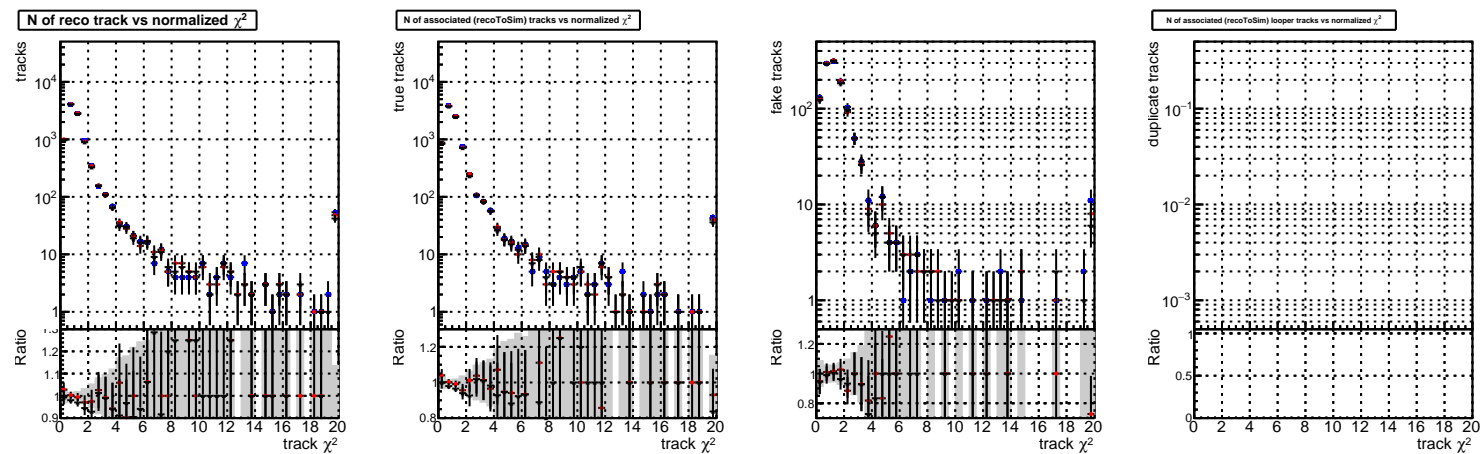 N of reco track vs normalized χ²
tracks
10⁴
10³
10²
10
1
Ratio
1.3
1.2
1.1
1
0.9
0 2 4 6 8 10 12 14 16 18 20
track χ²
N of associated (recoToSim) tracks vs normalized χ²
true tracks
10⁴
10³
10²
10
1
Ratio
1.2
1
0.8
0 2 4 6 8 10 12 14 16 18 20
track χ²
fake tracks
10²
10
1
Ratio
1.2
1
0.8
0 2 4 6 8 10 12 14 16 18 20
track χ²
N of associated (recoToSim) looper tracks vs normalized χ²
duplicate tracks
10⁻¹
10⁻²
10⁻³
Ratio
1
0.5
0
0 2 4 6 8 10 12 14 16 18 20
track χ²